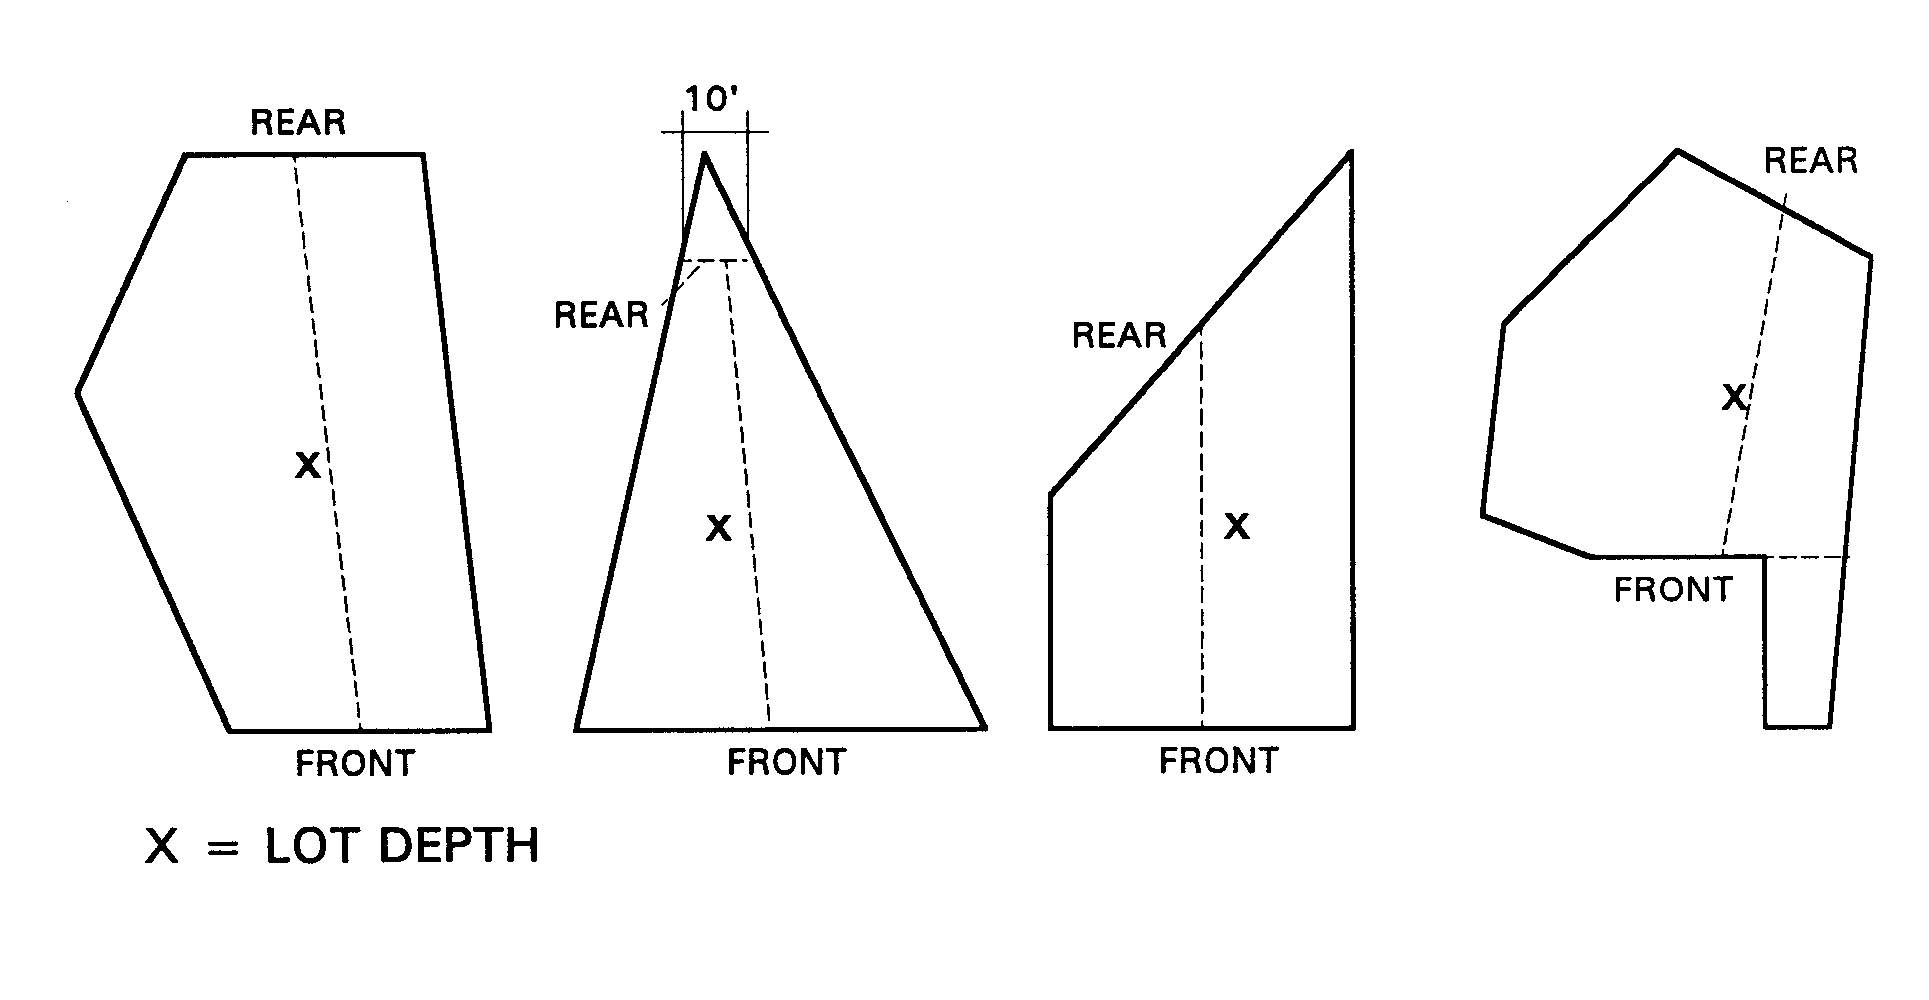 REAR
X
FRONT
10'
REAR
X
FRONT
REAR
X
FRONT
REAR
X
FRONT
X = LOT DEPTH